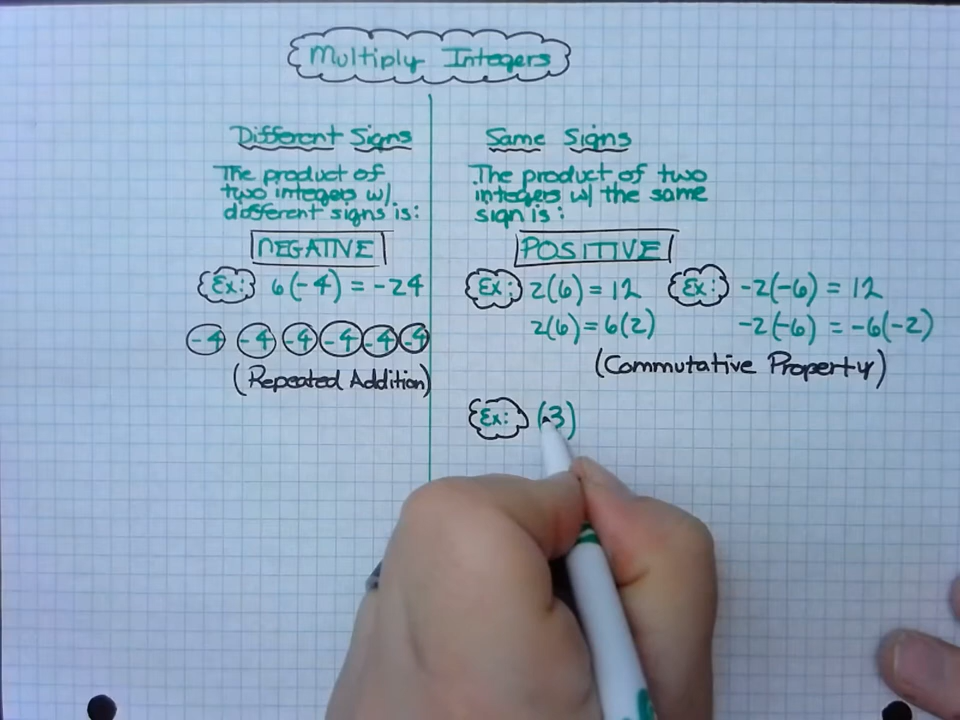 Multiply Integers
Different Signs
The product of
two integers w/
different signs is:
NEGATIVE
Ex: 6(-4) = -24
-4 -4 -4 -4 -4 -4
(Repeated Addition)
Same Signs
The product of two
integers w/ the same
sign is:
POSITIVE
Ex: 2(6) = 12 Ex: -2(-6) = 12
2(6) = 6(2) -2(-6) = -6(-2)
(Commutative Property)
Ex: (-3)